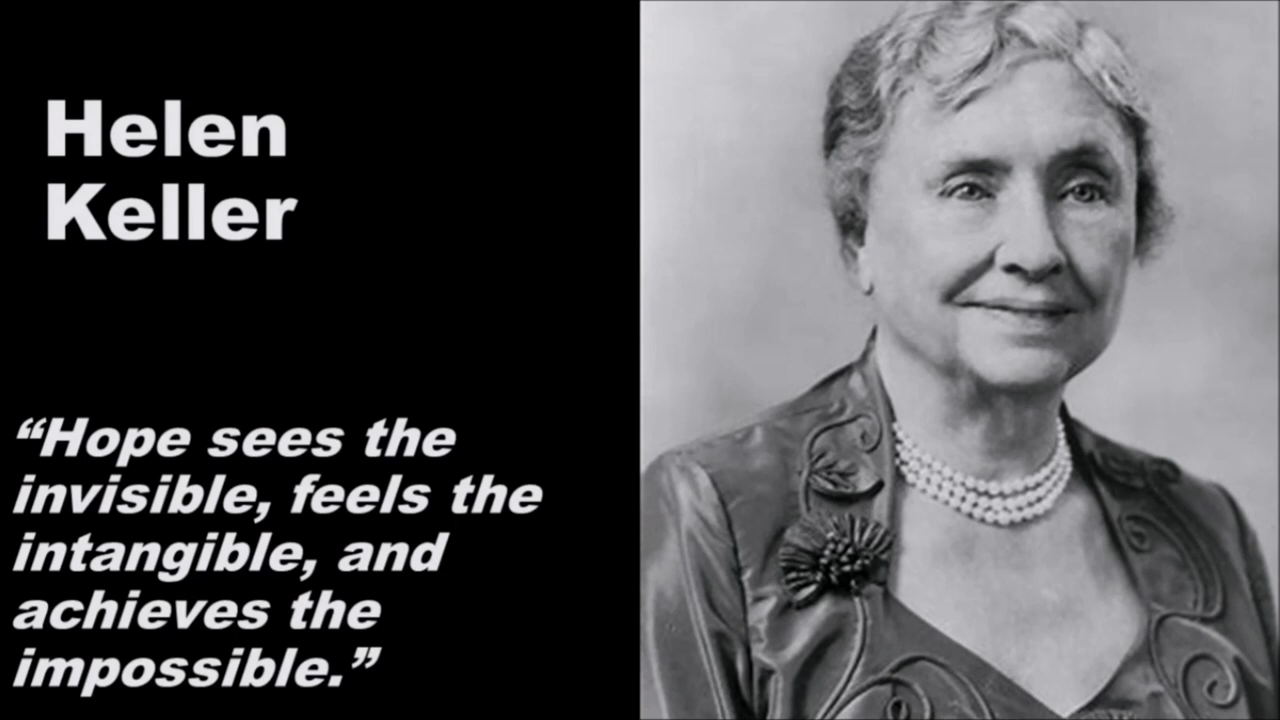 Helen
Keller
“Hope sees the
invisible, feels the
intangible, and
achieves the
impossible.”